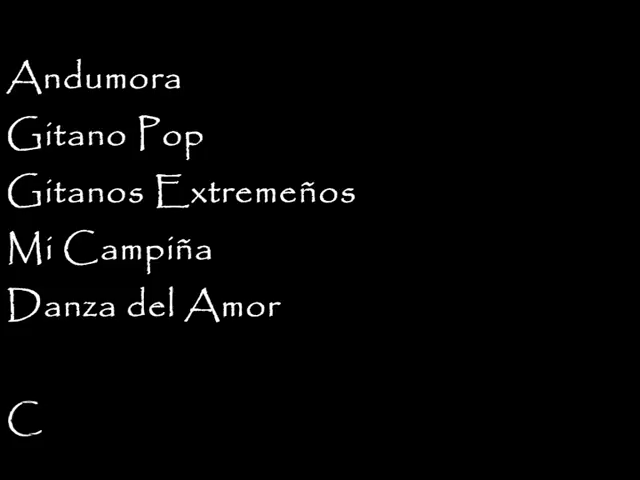 Andumora
Gitano Pop
Gitanos Extremeños
Mi Campiña
Danza del Amor
C